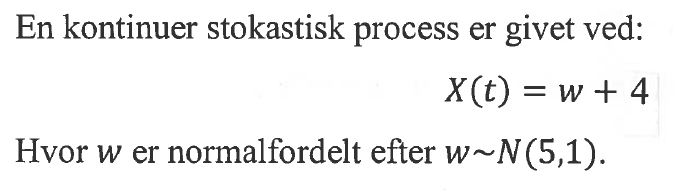 En kontinuer stokastisk process er givet ved:
X(t) = w + 4
Hvor w er normalfordelt efter w~N(5,1).